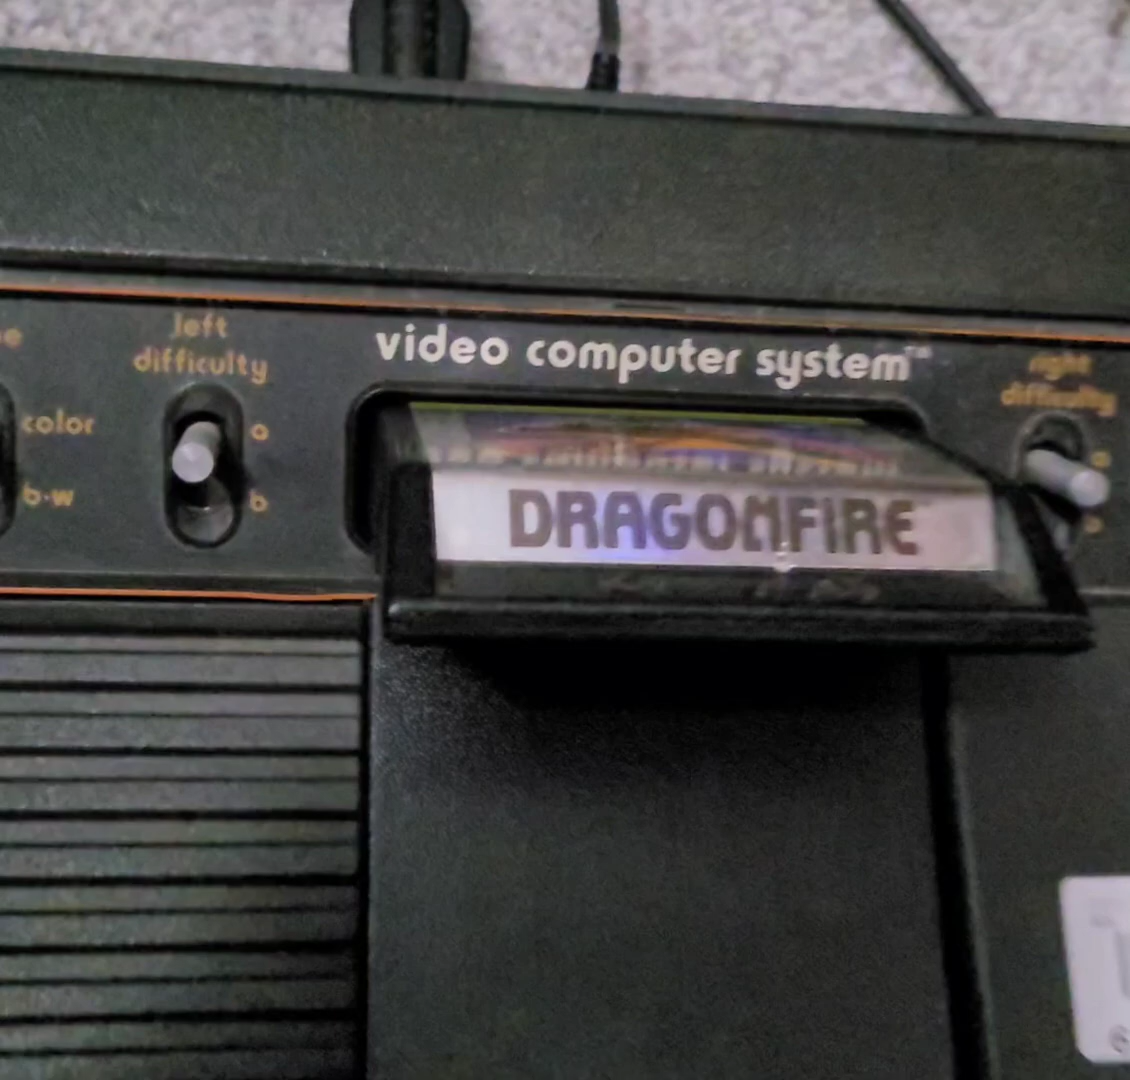 left
difficulty
video computer system™
right
difficulty
color
a
a
b-w
b
b
DRAGONFIRE